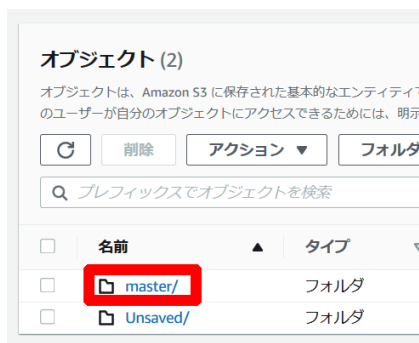 オブジェクト (2)
オブジェクトは、Amazon S3 に保存された基本的なエンティティ
のユーザーが自分のオブジェクトにアクセスできるためには、明示
削除
アクション ▼
フォルダ
プレフィックスでオブジェクトを検索
名前 ▲ タイプ
master/ フォルダ
Unsaved/ フォルダ